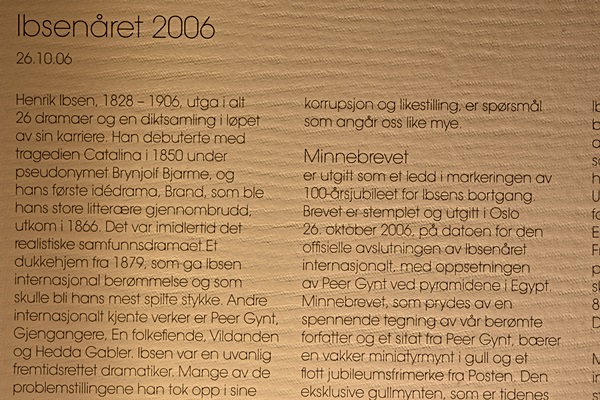 Ibsenåret 2006
26.10.06
Henrik Ibsen, 1828 – 1906, utga i alt
26 dramaer og en diktsamling i løpet
av sin karriere. Han debuterte med
tragedien Catalina i 1850 under
pseudonymet Brynjolf Bjarme, og
hans første idédrama, Brand, som ble
hans store litterære gjennombrudd,
utkom i 1866. Det var imidlertid det
realistiske samfunnsdramaet Et
dukkehjem fra 1879, som ga Ibsen
internasjonal berømmelse og som
skulle bli hans mest spilte stykke. Andre
internasjonalt kjente verker er Peer Gynt,
Gjengangere, En folkefiende, Vildanden
og Hedda Gabler. Ibsen var en uvanlig
fremtidsrettet dramatiker. Mange av de
problemstillingene han tok opp i sine
korrupsjon og likestilling, er spørsmål
som angår oss like mye.
Minnebrevet
er utgitt som et ledd i markeringen av
100-årsjubileet for Ibsens bortgang.
Brevet er stemplet og utgitt i Oslo
26. oktober 2006, på datoen for den
offisielle avslutningen av Ibsenåret
internasjonalt, med oppsetningen
av Peer Gynt ved pyramidene i Egypt.
Minnebrevet, som prydes av en
spennende tegning av vår berømte
forfatter og et sitat fra Peer Gynt, bærer
en vakker miniatyrmynt i gull og et
flott jubileumsfrimerke fra Posten. Den
eksklusive gullmynten, som er tidenes